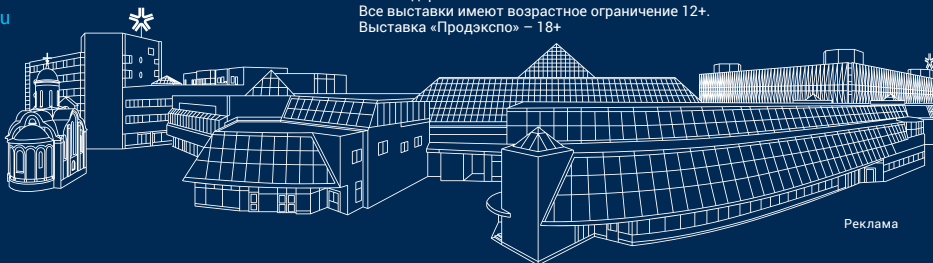 u
Все выставки имеют возрастное ограничение 12+.
Выставка «Продэкспо» – 18+
Реклама